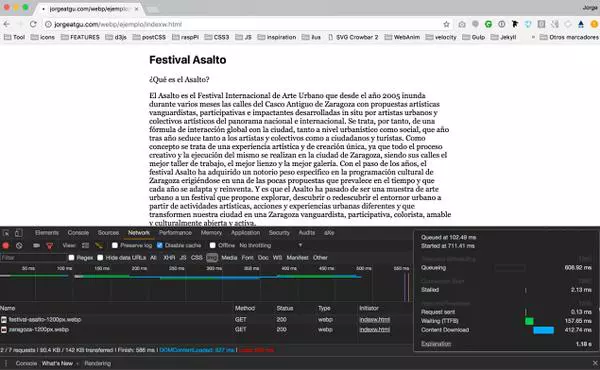 Jorge
jorgeatgu.com/webp/ejemplo/indexw.html
jorgeatgu.com/webp/ejemplo/indexw.html
Tool icons FEATURES d3js postCSS raspi CSS3 JS inspiration ilus SVG Crowbar 2 WebAnim velocity Gulp Jekyll » Otros marcadores
Festival Asalto
¿Qué es el Asalto?
El Asalto es el Festival Internacional de Arte Urbano que desde el año 2005 inunda
durante varios meses las calles del Casco Antiguo de Zaragoza con propuestas artísticas
vanguardistas, participativas e impactantes desarrolladas in situ por artistas urbanos y
colectivos artísticos del panorama nacional e internacional. Se trata, por tanto, de una
fórmula de interacción global con la ciudad, tanto a nivel urbanístico como social, que año
tras año seduce tanto a los artistas y colectivos como a ciudadanos y turistas. Como
concepto se trata de una experiencia artística y de creación única, ya que todo el proceso
creativo y la ejecución del mismo se realizan en la ciudad de Zaragoza, siendo sus calles el
mejor taller de trabajo, el mejor lienzo y la mejor galería. Con el paso de los años, el
festival Asalto ha adquirido un notorio peso específico en la programación cultural de
Zaragoza erigiéndose en una de las pocas propuestas que prevalece en el tiempo y que
cada año se adapta y reinventa. Y es que el Asalto ha pasado de ser una muestra de arte
urbano a un festival que propone explorar, descubrir o redescubrir el entorno urbano a
partir de actividades artísticas, acciones y experiencias urbanas diferentes y que
transformen nuestra ciudad en una Zaragoza vanguardista, participativa, colorista, amable
y culturalmente abierta y activa.
Elements Console Sources Network Performance Memory Application Security Audits aXe
Preserve log Disable cache Offline No throttling
Filter Regex Hide data URLs All XHR JS CSS Img Media Font Doc WS Manifest Other
50 ms 100 ms 150 ms 200 ms 250 ms 300 ms 350 ms 400 ms 450 ms 500 ms 550 ms
Name Method Status Type Initiator
festival-asalto-1200px.webp GET 200 webp indexw.html
zaragoza-1200px.webp GET 200 webp indexw.html
2 / 7 requests | 90.4 KB / 142 KB transferred | Finish: 586 ms | DOMContentLoaded: 527 ms
Queued at 102.49 ms
Started at 711.41 ms
Queueing 608.92 ms
Stalled 2.13 ms
Request sent 0.13 ms
Waiting (TTFB) 157.65 ms
Content Download 412.74 ms
Explanation 1.18 s
Console What's New × Rendering